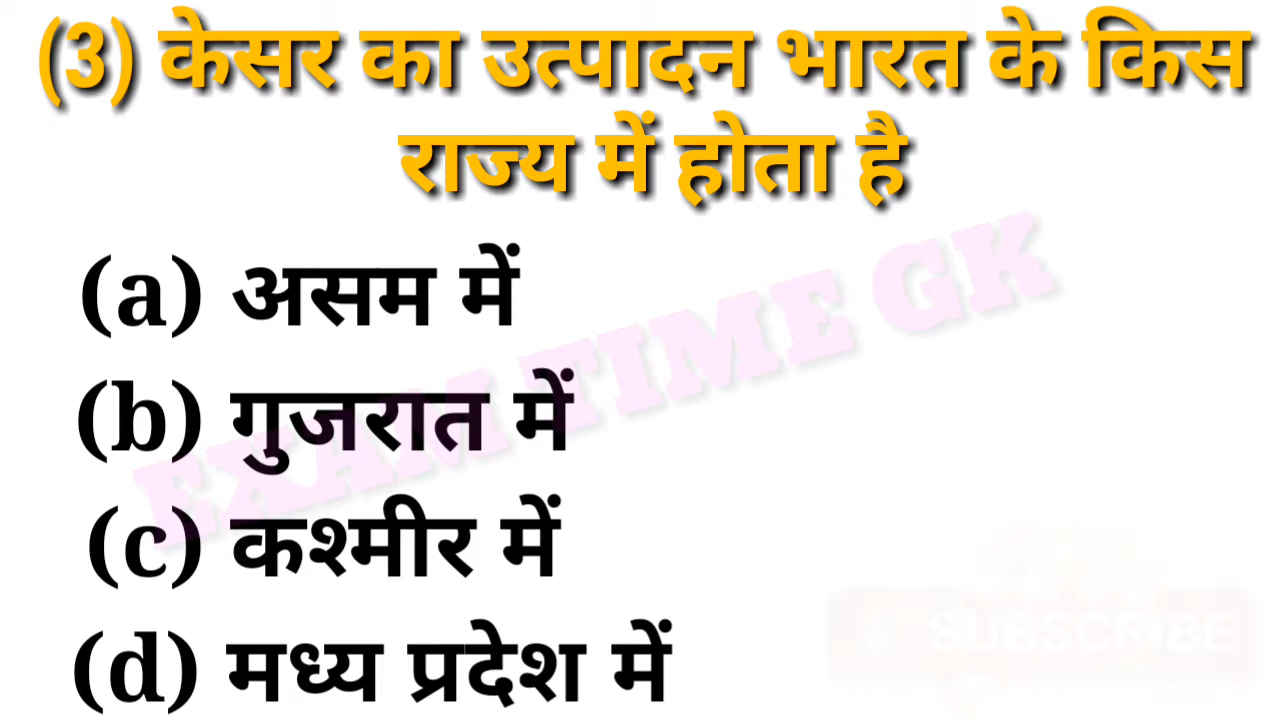 (3) केसर का उत्पादन भारत के किस
राज्य में होता है
(a) असम में
(b) गुजरात में
(c) कश्मीर में
(d) मध्य प्रदेश में
EXAM TIME GK
SUBSCRIBE